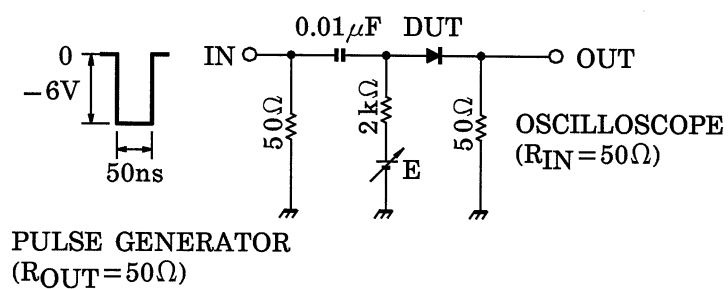 0
−6V
50ns
IN
0.01μF
DUT
OUT
50Ω
2kΩ
E
50Ω
OSCILLOSCOPE
(RIN=50Ω)
PULSE GENERATOR
(ROUT=50Ω)